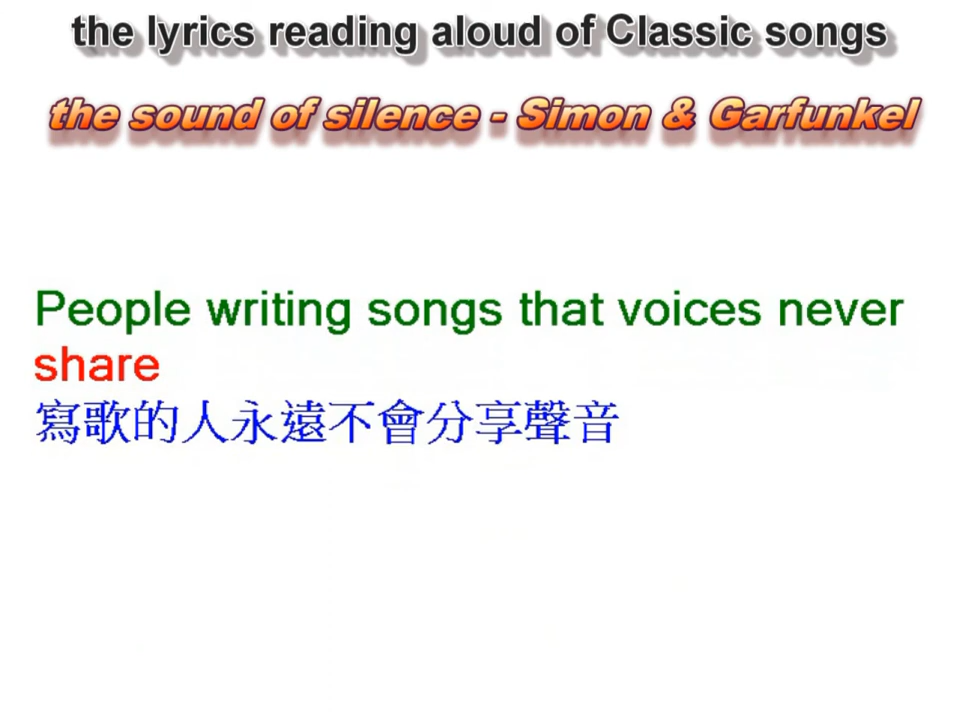 the lyrics reading aloud of Classic songs
the sound of silence - Simon & Garfunkel
People writing songs that voices never
share
寫歌的人永遠不會分享聲音